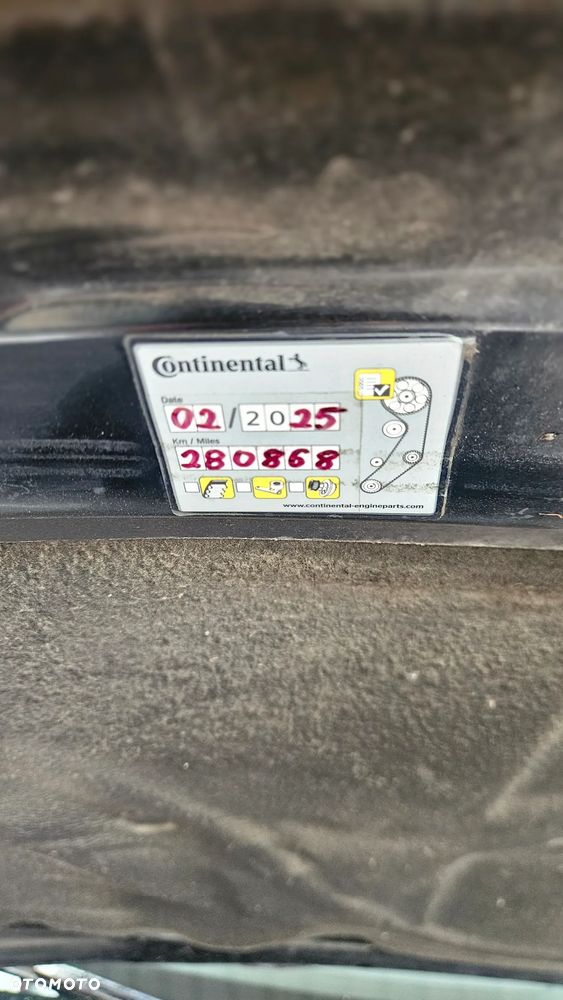 Continental
Date
02/2025
Km / Miles
280868
www.continental-engineparts.com
OTOMOTO